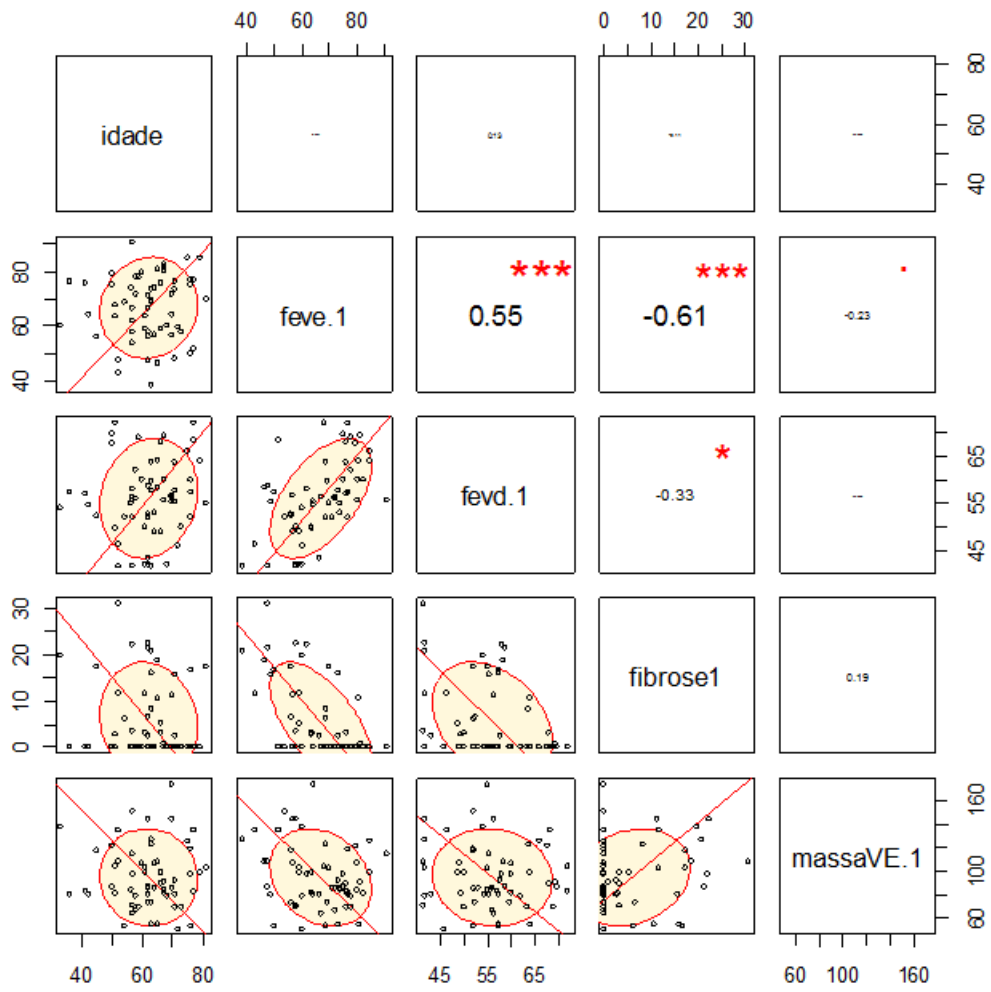 40 60 80 0 10 20 30
idade 0.13 80 60 40
80 60 40 feve.1 *** 0.55 *** -0.61 -0.23
fevd.1 * -0.33 65 55 45
30 20 10 0 fibrose1 0.19
massaVE.1 160 100 60
40 60 80 45 55 65 60 100 160